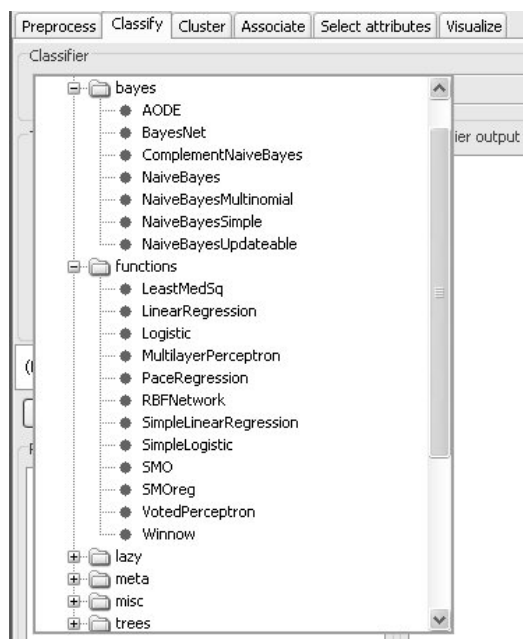 Preprocess Classify Cluster Associate Select attributes Visualize
Classifier
bayes
AODE
BayesNet
ier output
ComplementNaiveBayes
NaiveBayes
NaiveBayesMultinomial
NaiveBayesSimple
NaiveBayesUpdateable
functions
LeastMedSq
LinearRegression
Logistic
MultilayerPerceptron
PaceRegression
RBFNetwork
SimpleLinearRegression
SimpleLogistic
SMO
SMOreg
VotedPerceptron
Winnow
lazy
meta
misc
trees